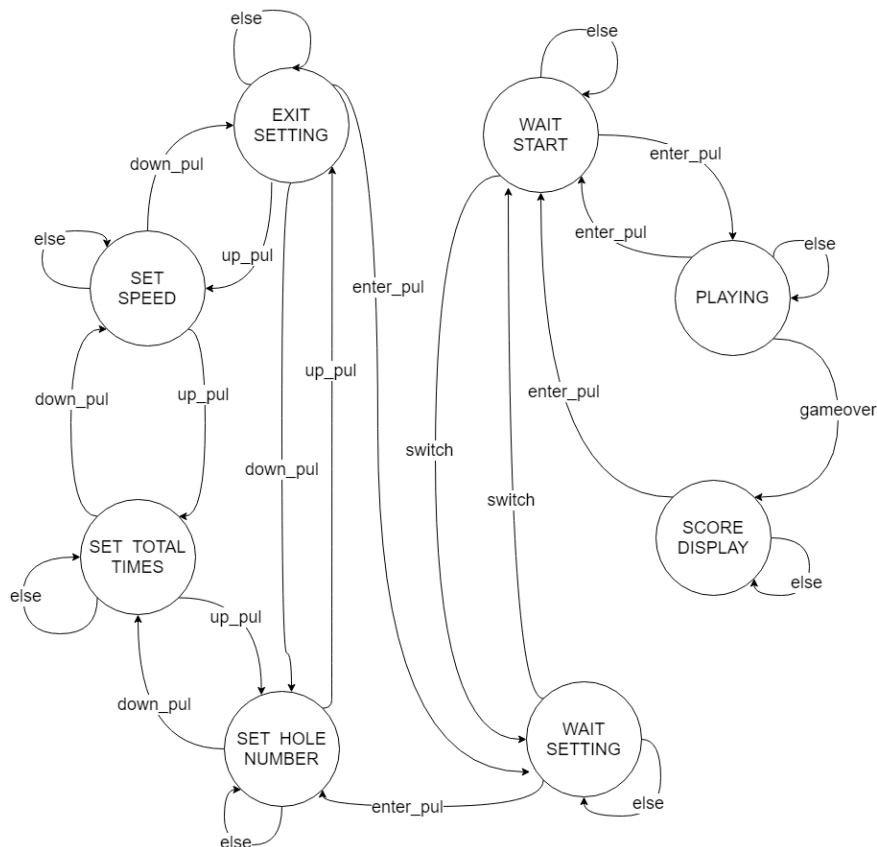 else
else
EXIT
SETTING
WAIT
START
down_pul
enter_pul
enter_pul
else
else
up_pul
SET
SPEED
enter_pul
PLAYING
down_pul
up_pul
up_pul
enter_pul
gameover
switch
down_pul
switch
SCORE
DISPLAY
SET TOTAL
TIMES
else
else
up_pul
down_pul
SET HOLE
NUMBER
WAIT
SETTING
enter_pul
else
else